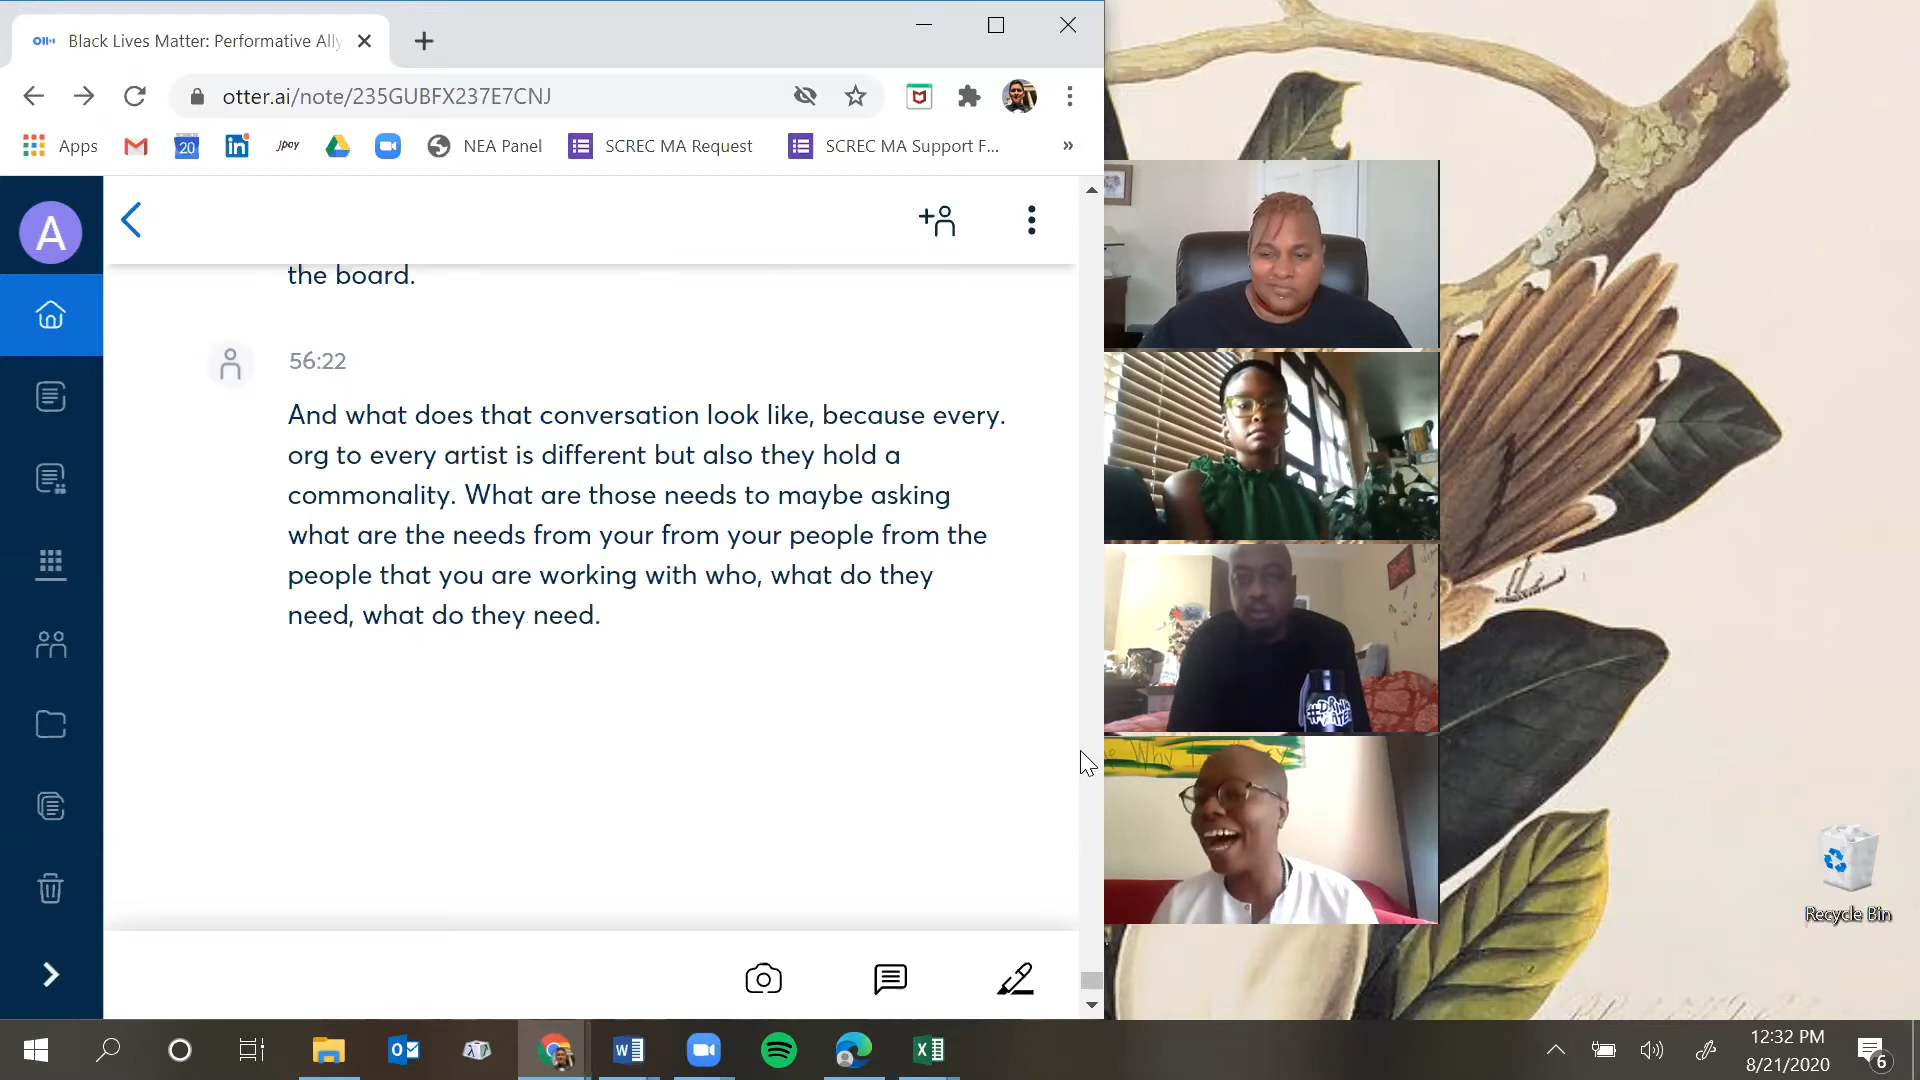 Black Lives Matter: Performative Ally
otter.ai/note/235GUBFX237E7CNJ
Apps
20
jpay
NEA Panel
SCREC MA Request
SCREC MA Support F...
»
A
the board.
56:22
And what does that conversation look like, because every.
org to every artist is different but also they hold a
commonality. What are those needs to maybe asking
what are the needs from your from your people from the
people that you are working with who, what do they
need, what do they need.
Why
Recycle Bin
12:32 PM
8/21/2020
6